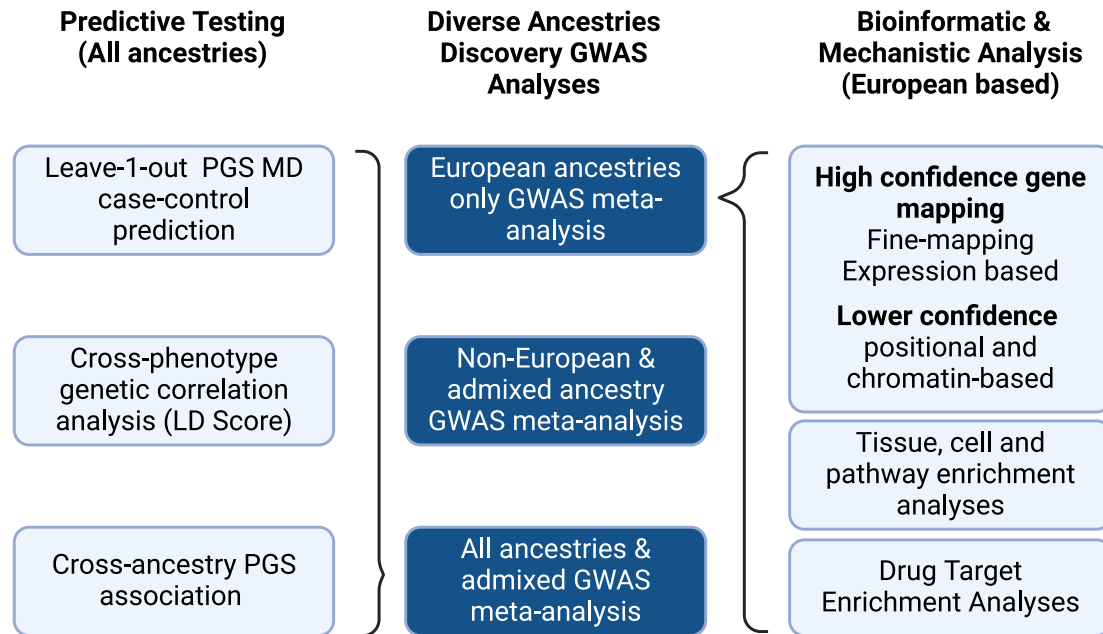 Predictive Testing
(All ancestries)
Leave-1-out PGS MD
case-control
prediction
Cross-phenotype
genetic correlation
analysis (LD Score)
Cross-ancestry PGS
association
Diverse Ancestries
Discovery GWAS
Analyses
European ancestries
only GWAS meta-
analysis
Non-European &
admixed ancestry
GWAS meta-analysis
All ancestries &
admixed GWAS
meta-analysis
Bioinformatic &
Mechanistic Analysis
(European based)
High confidence gene
mapping
Fine-mapping
Expression based
Lower confidence
positional and
chromatin-based
Tissue, cell and
pathway enrichment
analyses
Drug Target
Enrichment Analyses